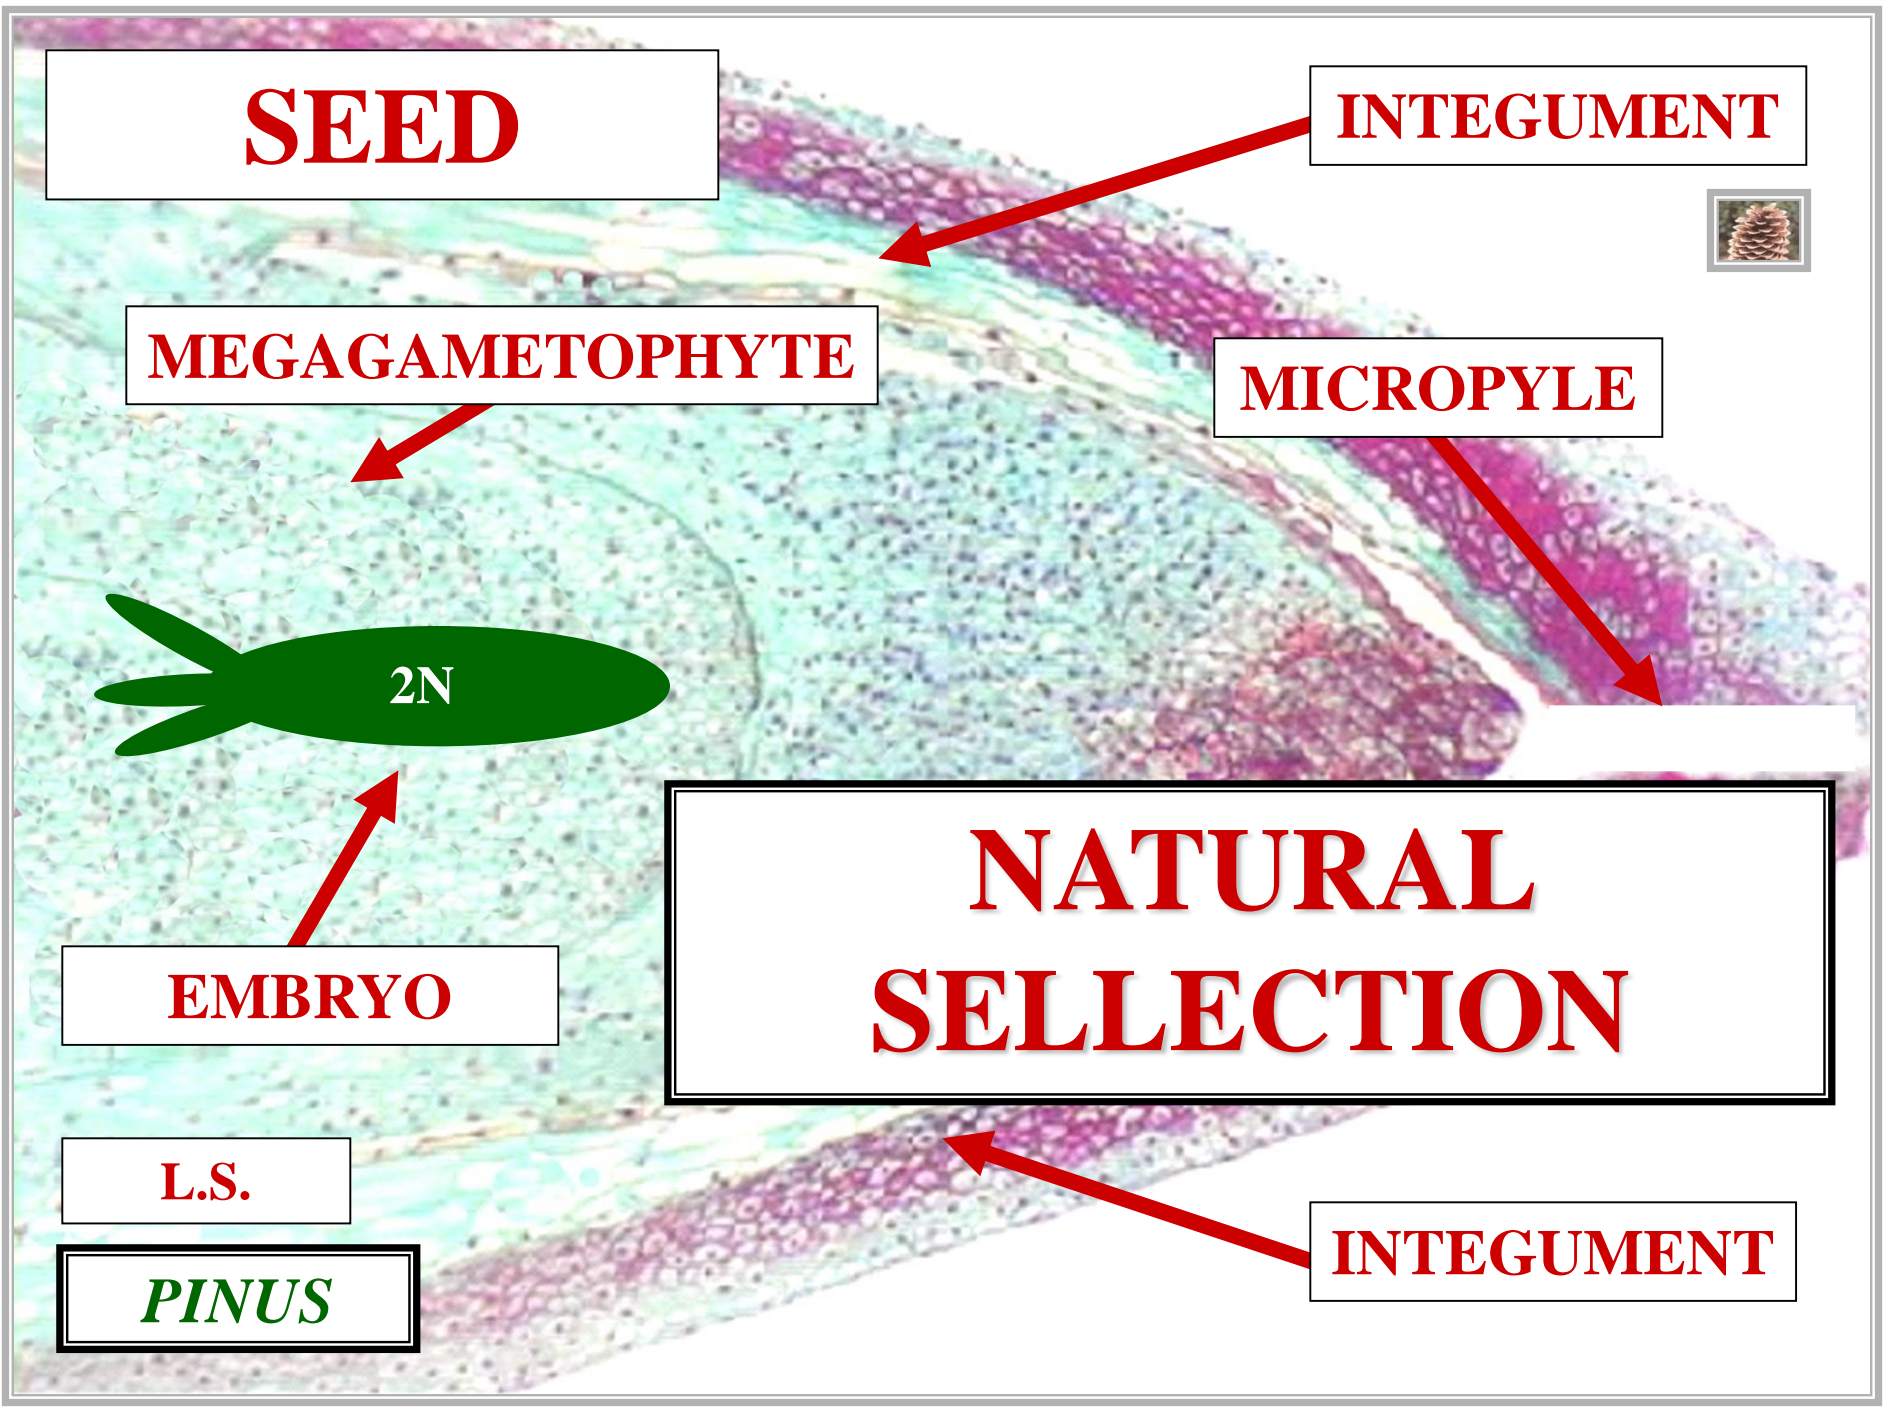 SEED
INTEGUMENT
MEGAGAMETOPHYTE
MICROPYLE
2N
NATURAL
SELLECTION
EMBRYO
L.S.
PINUS
INTEGUMENT